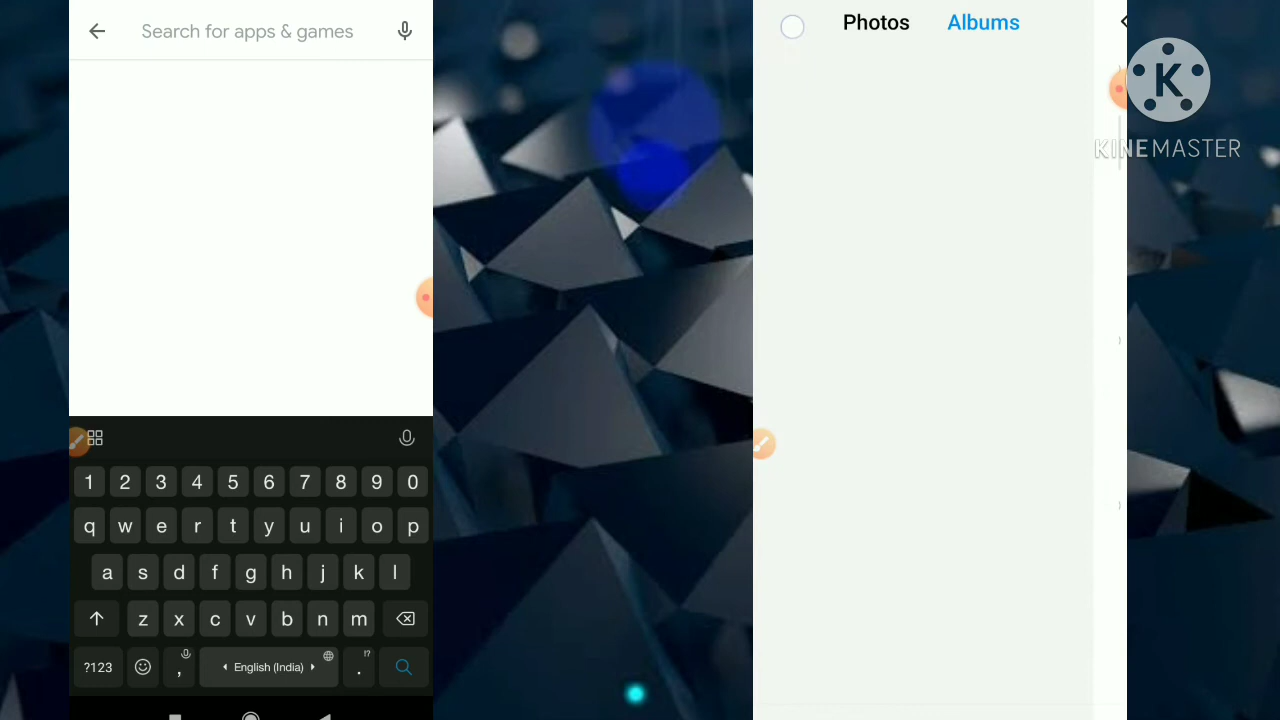 Search for apps & games
1 2 3 4 5 6 7 8 9 0
q w e r t y u i o p
a s d f g h j k l
z x c v b n m
?123 , English (India) . !?
Photos Albums
K
KINEMASTER